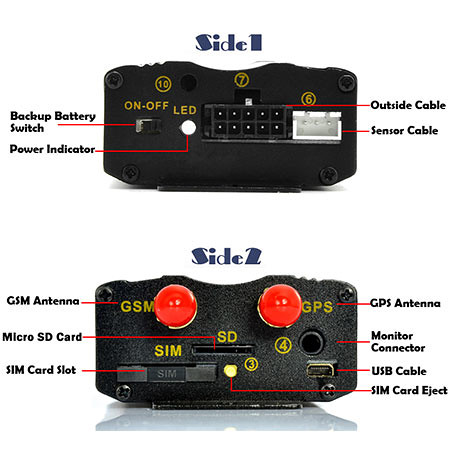 Side1
⑩
⑦
⑥
ON-OFF
LED
Outside Cable
Backup Battery
Switch
Sensor Cable
Power Indicator
Side2
GSM Antenna
GSM
GPS
GPS Antenna
Micro SD Card
SD
SIM
④
Monitor
Connector
③
SIM Card Slot
SIM
USB Cable
SIM Card Eject